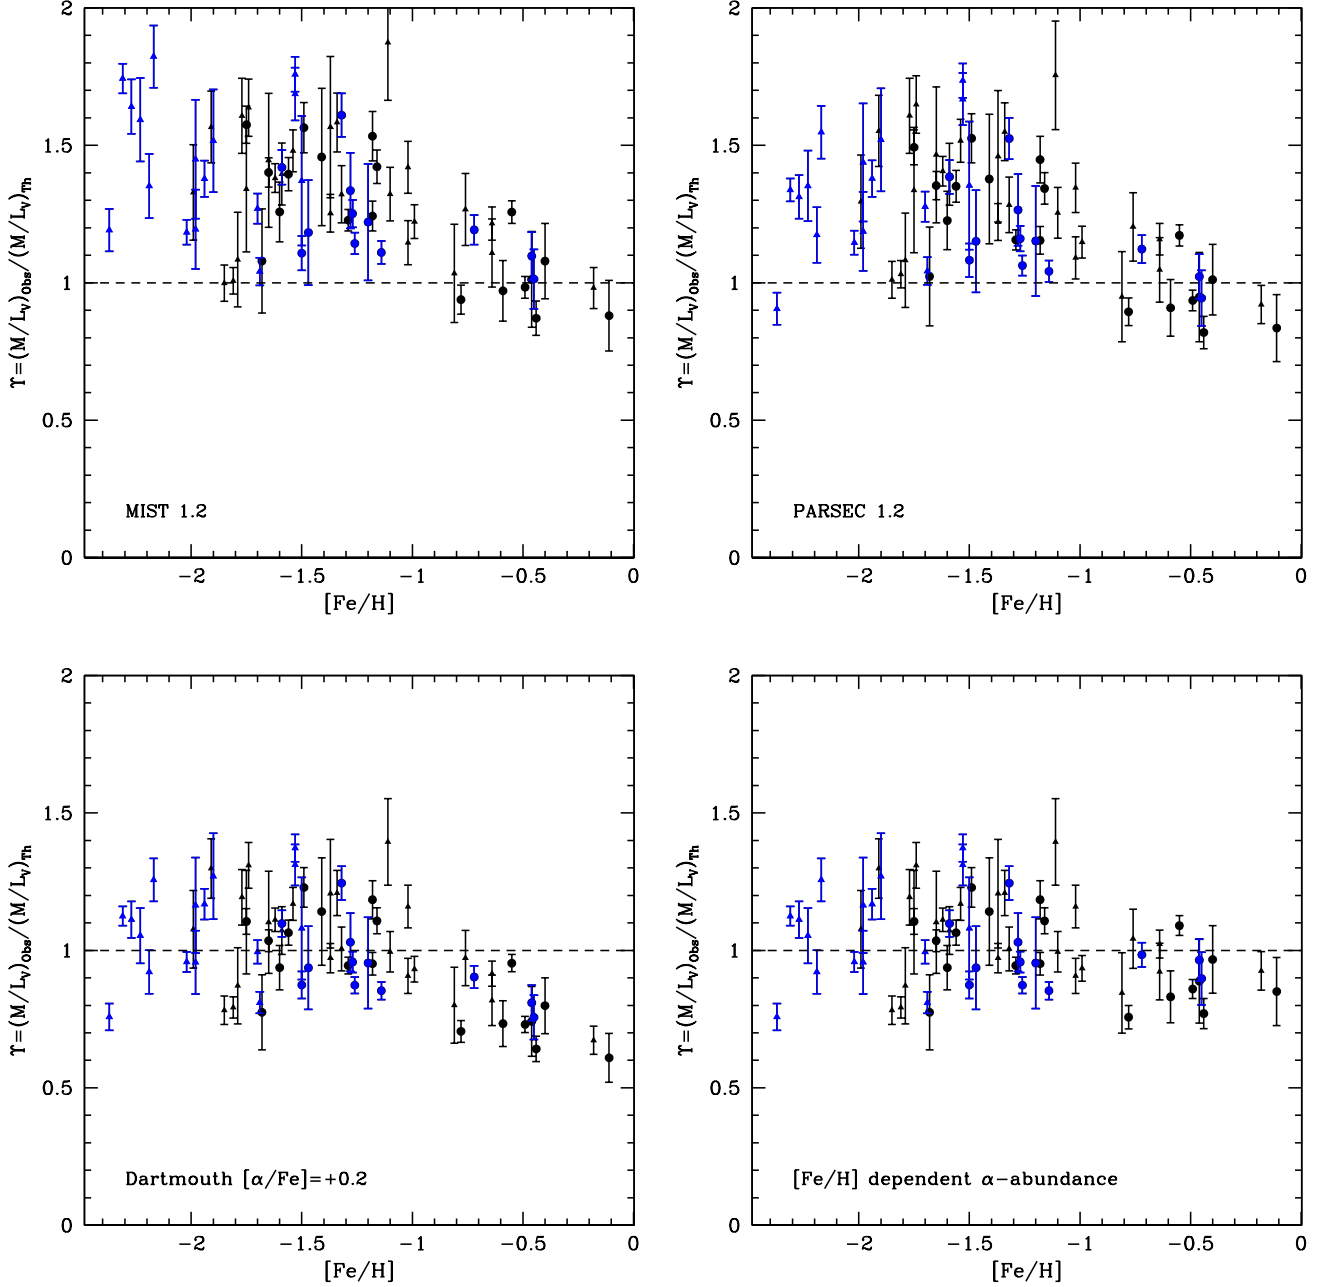 2
1.5
1
0.5
0
ϒ=(M/L_V)_Obs/(M/L_V)_Th
MIST 1.2
−2 −1.5 −1 −0.5 0
[Fe/H]
2
1.5
1
0.5
0
ϒ=(M/L_V)_Obs/(M/L_V)_Th
PARSEC 1.2
−2 −1.5 −1 −0.5 0
[Fe/H]
2
1.5
1
0.5
0
ϒ=(M/L_V)_Obs/(M/L_V)_Th
Dartmouth [α/Fe]=+0.2
−2 −1.5 −1 −0.5 0
[Fe/H]
2
1.5
1
0.5
0
ϒ=(M/L_V)_Obs/(M/L_V)_Th
[Fe/H] dependent α−abundance
−2 −1.5 −1 −0.5 0
[Fe/H]